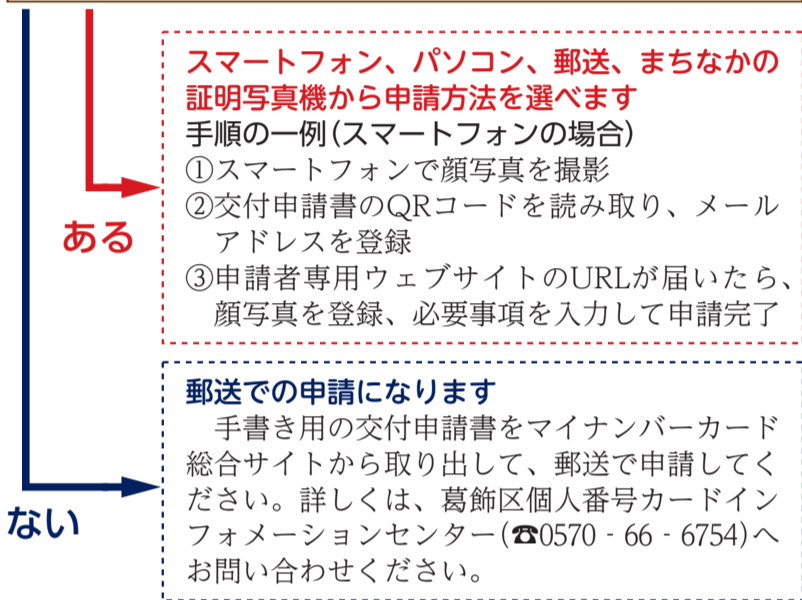 スマートフォン、パソコン、郵送、まちなかの
証明写真機から申請方法を選べます
手順の一例(スマートフォンの場合)
①スマートフォンで顔写真を撮影
②交付申請書のQRコードを読み取り、メール
アドレスを登録
③申請者専用ウェブサイトのURLが届いたら、
顔写真を登録、必要事項を入力して申請完了
ある
郵送での申請になります
手書き用の交付申請書をマイナンバーカード
総合サイトから取り出して、郵送で申請してく
ださい。詳しくは、葛飾区個人番号カードイン
フォメーションセンター(☎0570‐66‐6754)へ
お問い合わせください。
ない